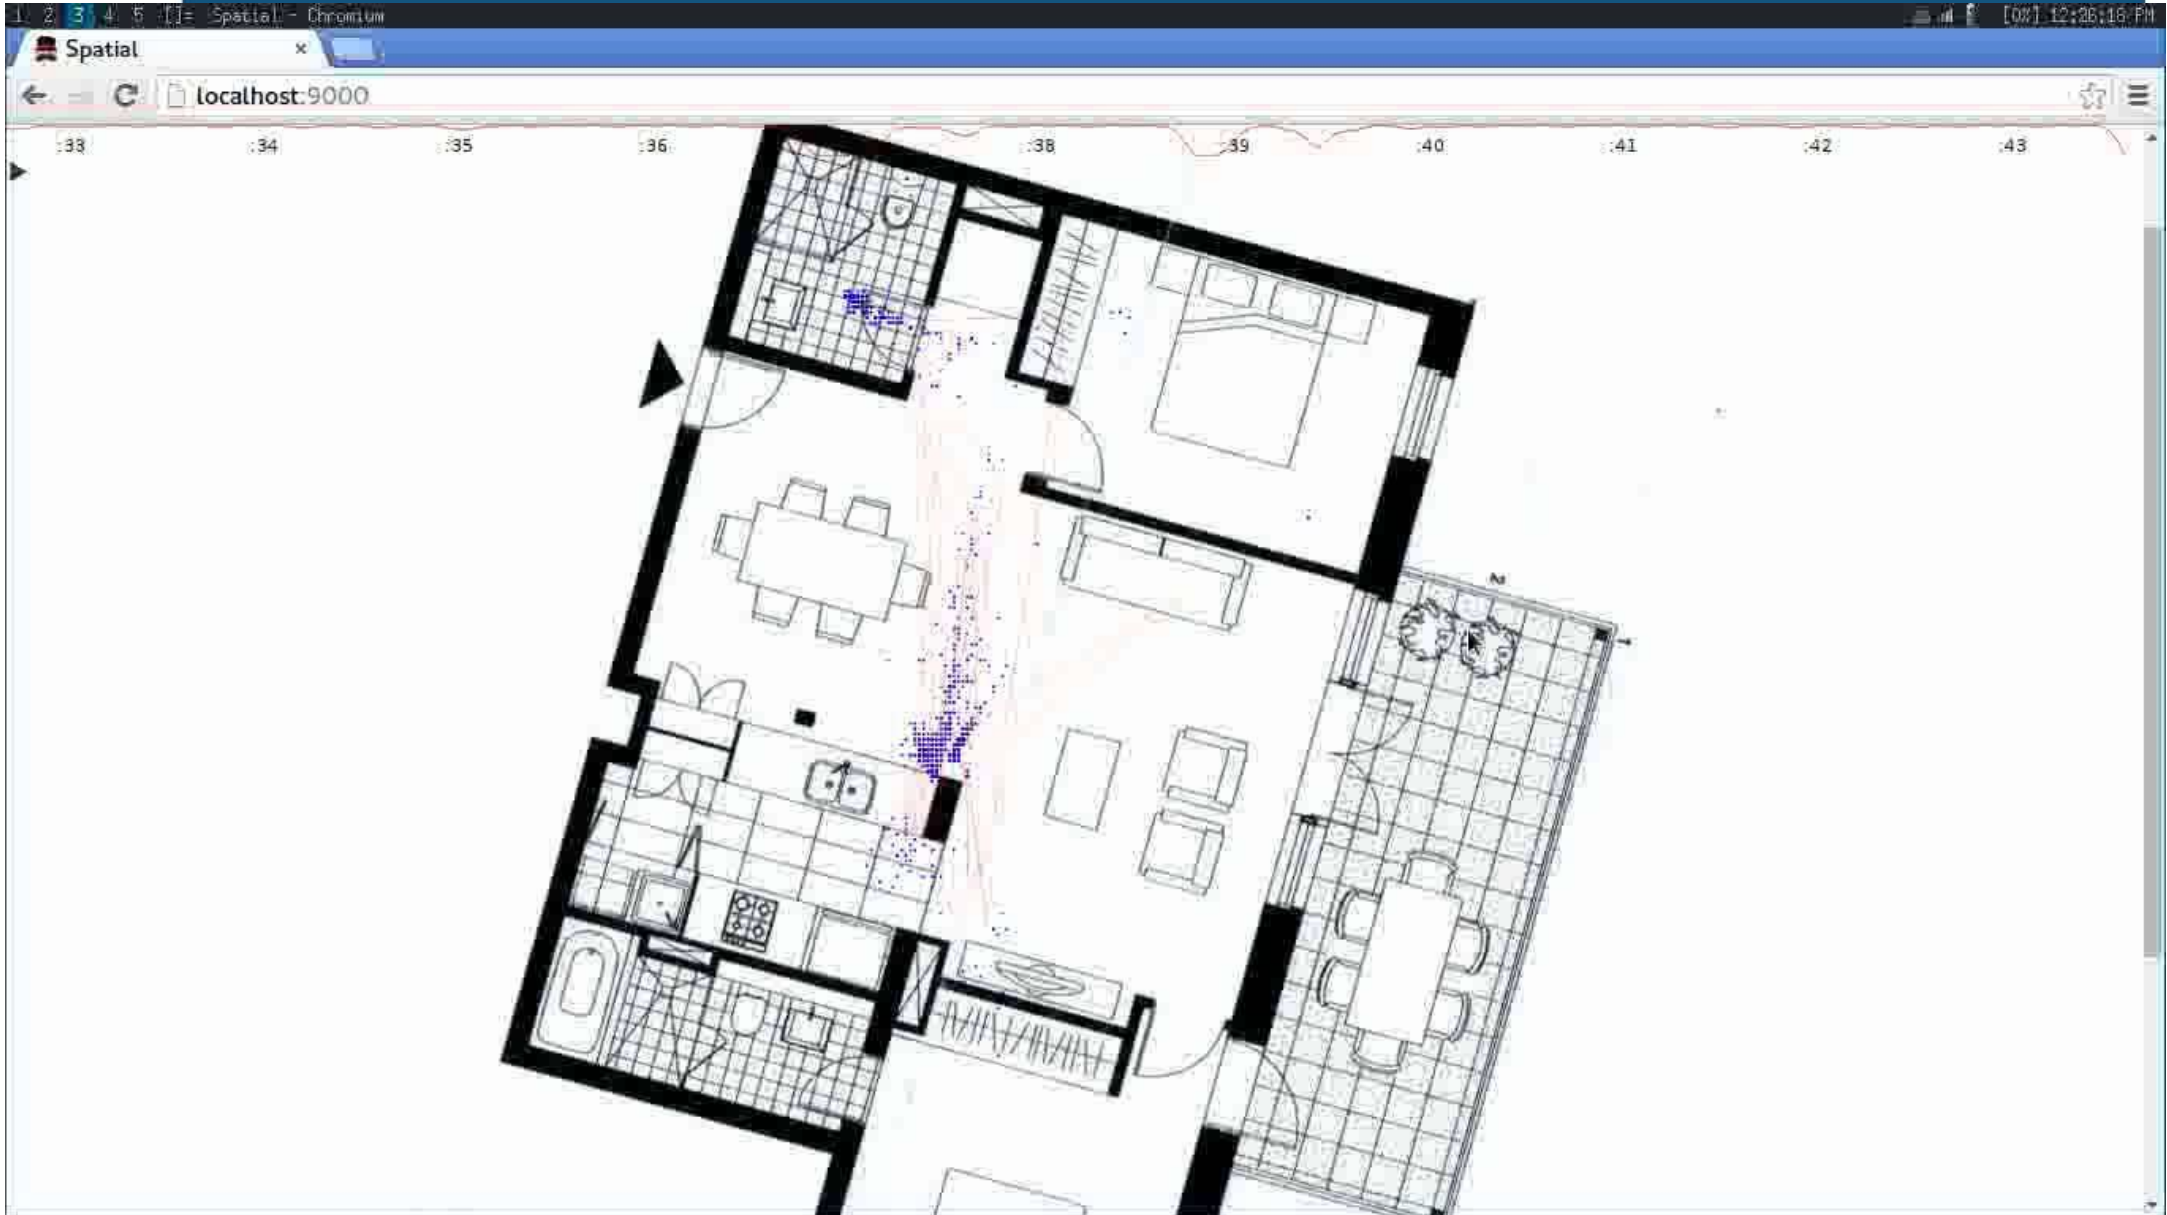 1 2 3 4 5 []= Spatial - Chromium [0%] 12:26:18 PM
Spatial ×
localhost:9000
:33 :34 :35 :36 :38 :39 :40 :41 :42 :43